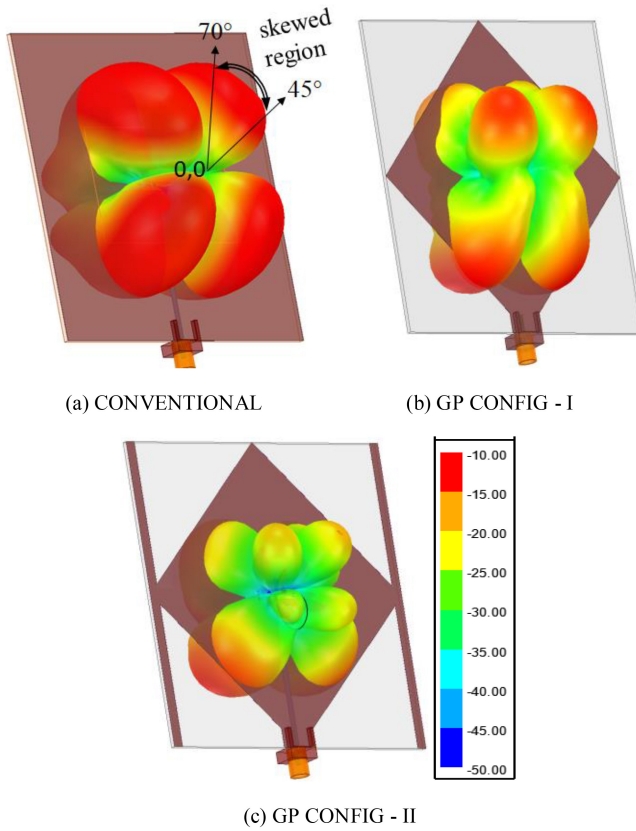 70°
skewed
region
45°
0,0
(a) CONVENTIONAL
(b) GP CONFIG - I
-10.00
-15.00
-20.00
-25.00
-30.00
-35.00
-40.00
-45.00
-50.00
(c) GP CONFIG - II